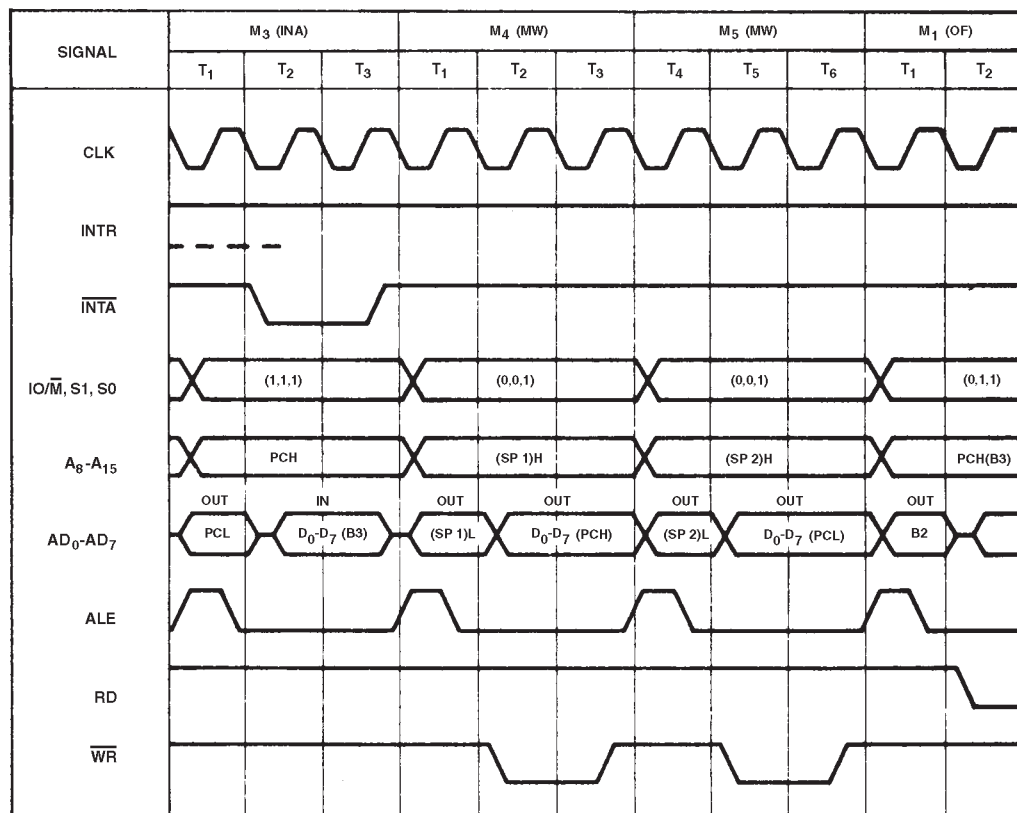 SIGNAL
M3 (INA) M4 (MW) M5 (MW) M1 (OF)
T1 T2 T3 T1 T2 T3 T4 T5 T6 T1 T2
CLK
INTR
INTA
IO/M, S1, S0 (1,1,1) (0,0,1) (0,0,1) (0,1,1)
A8-A15 PCH (SP 1)H (SP 2)H PCH(B3)
OUT IN OUT OUT OUT OUT OUT
AD0-AD7 PCL D0-D7 (B3) (SP 1)L D0-D7 (PCH) (SP 2)L D0-D7 (PCL) B2
ALE
RD
WR